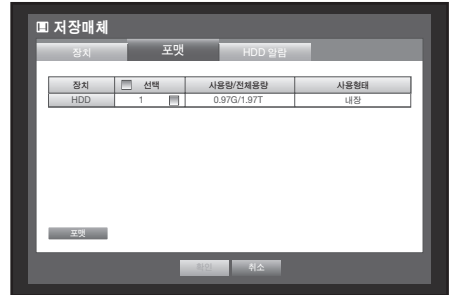 저장매체
장치 포맷 HDD 알람
장치 선택 사용량/전체용량 사용형태
HDD 1 0.97G/1.97T 내장
포맷
확인 취소